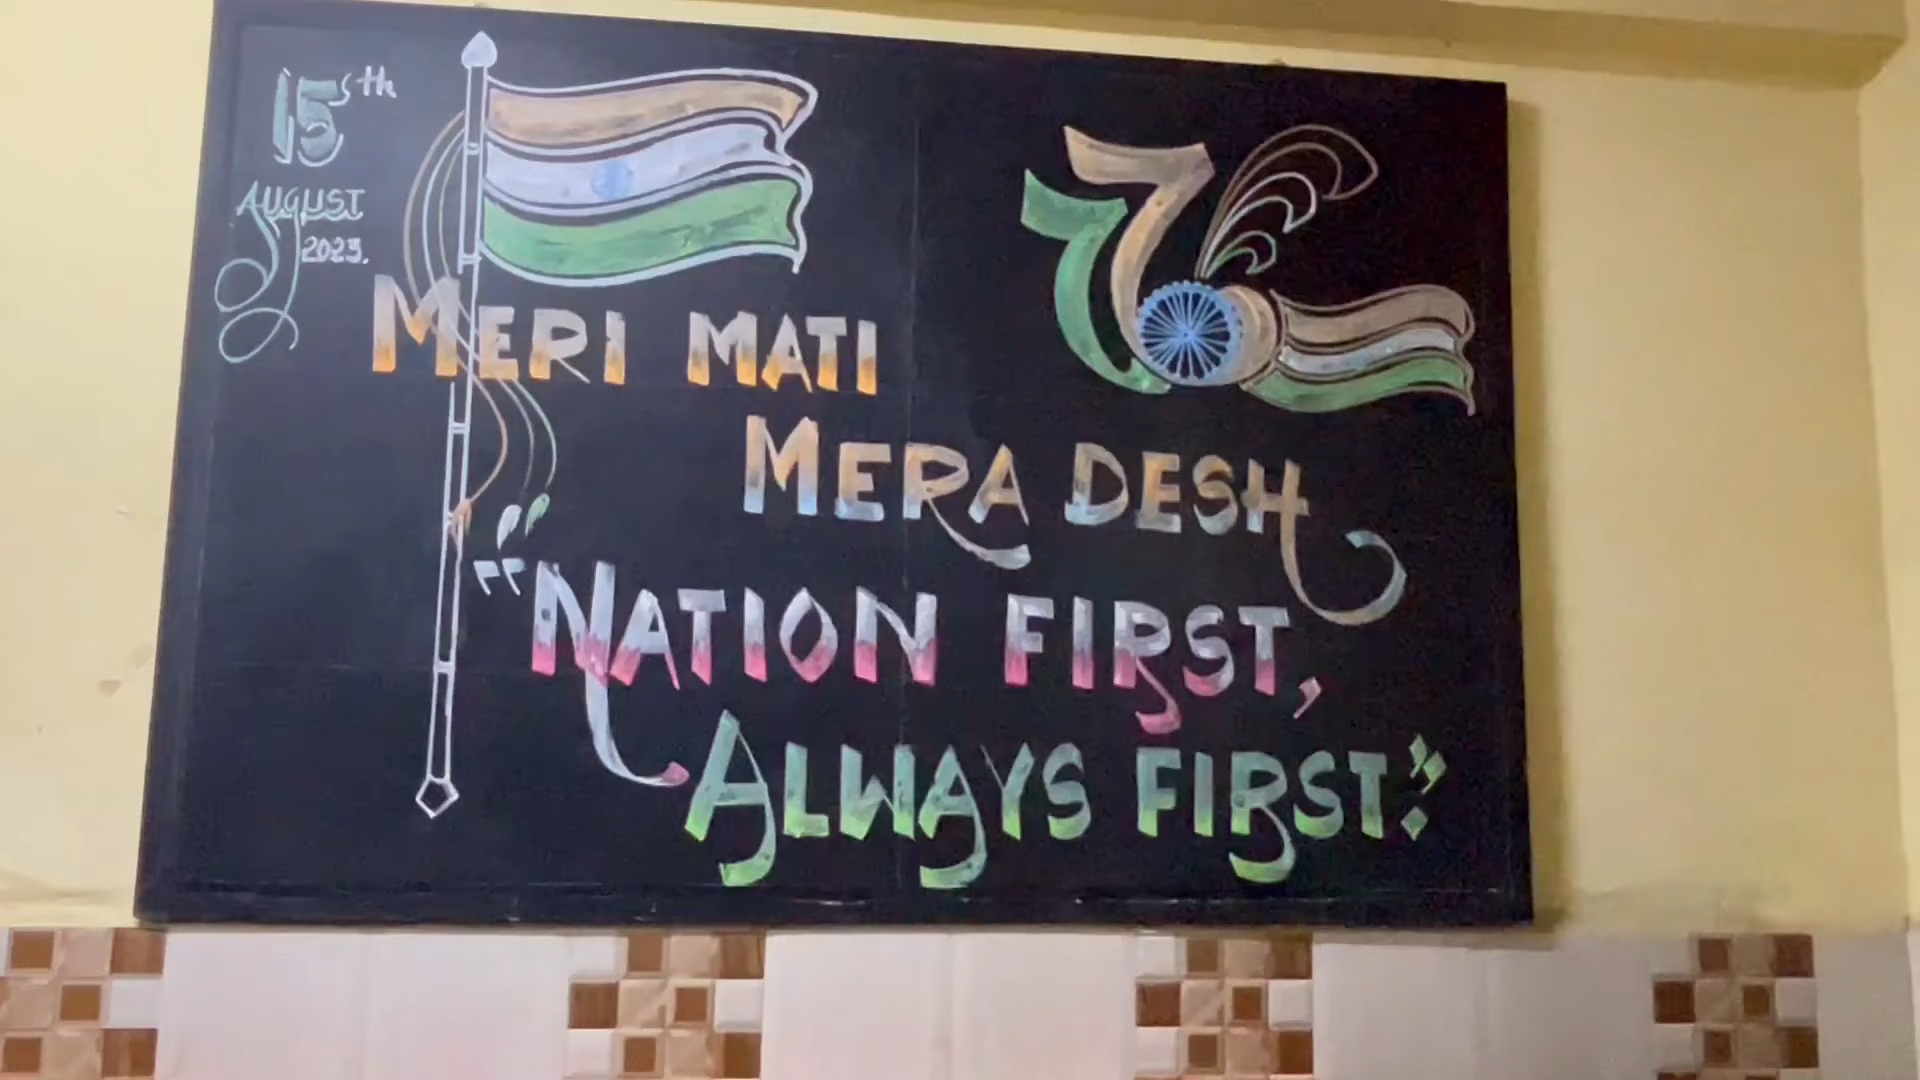 15th
AUGUST
2023.
MERI MATI
MERA DESH
"NATION FIRST,
ALWAYS FIRST."